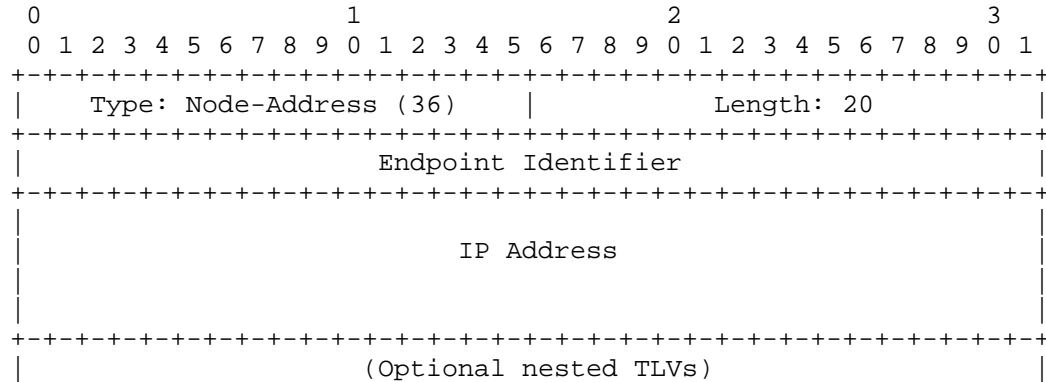 0                   1                   2                   3
0 1 2 3 4 5 6 7 8 9 0 1 2 3 4 5 6 7 8 9 0 1 2 3 4 5 6 7 8 9 0 1
+-+-+-+-+-+-+-+-+-+-+-+-+-+-+-+-+-+-+-+-+-+-+-+-+-+-+-+-+-+-+-+-+
| Type: Node-Address (36) | Length: 20 |
+-+-+-+-+-+-+-+-+-+-+-+-+-+-+-+-+-+-+-+-+-+-+-+-+-+-+-+-+-+-+-+-+
| Endpoint Identifier |
+-+-+-+-+-+-+-+-+-+-+-+-+-+-+-+-+-+-+-+-+-+-+-+-+-+-+-+-+-+-+-+-+
| |
| IP Address |
| |
| |
+-+-+-+-+-+-+-+-+-+-+-+-+-+-+-+-+-+-+-+-+-+-+-+-+-+-+-+-+-+-+-+-+
| (Optional nested TLVs) |